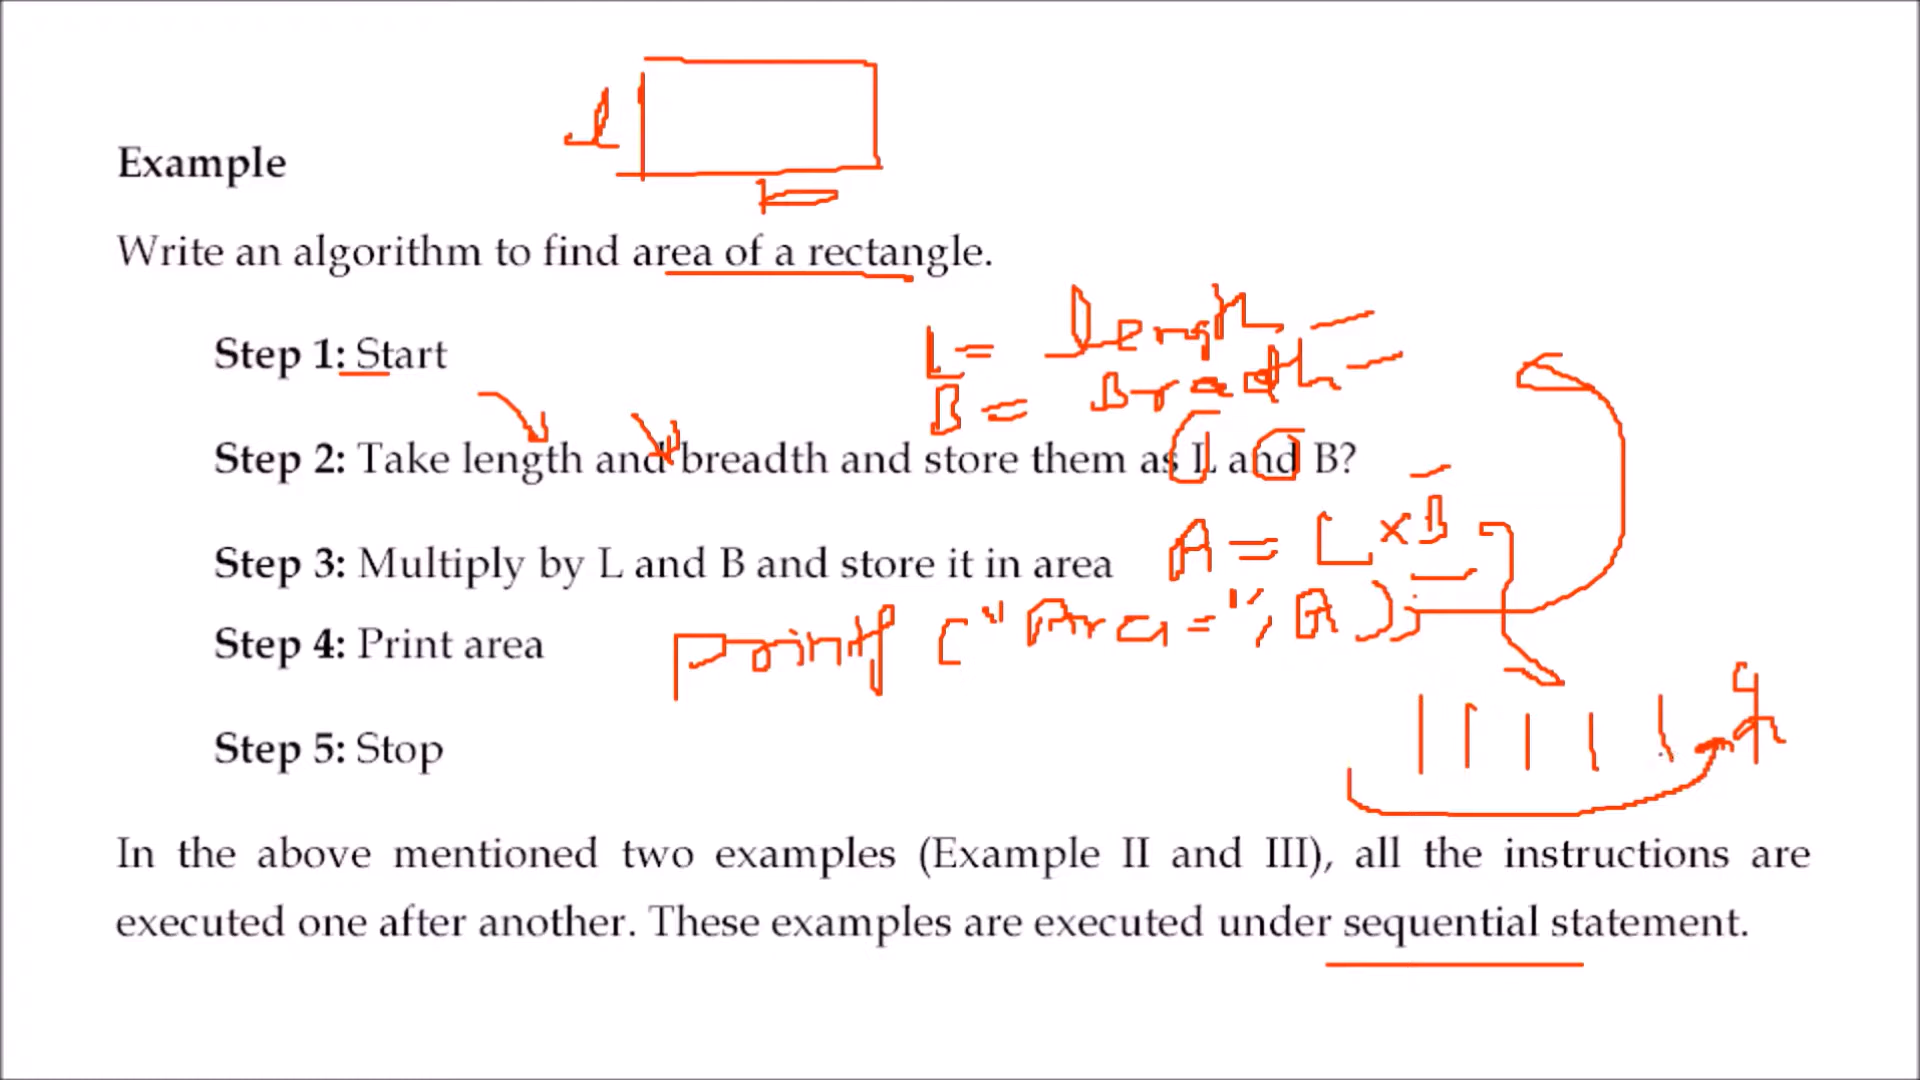 l
b
Example
Write an algorithm to find area of a rectangle.
L = length
Step 1: Start
B = Breadth
Step 2: Take length and breadth and store them as L and B?
A = L × B
Step 3: Multiply by L and B and store it in area
printf ("Area =", A);
Step 4: Print area
Step 5: Stop
In the above mentioned two examples (Example II and III), all the instructions are
executed one after another. These examples are executed under sequential statement.